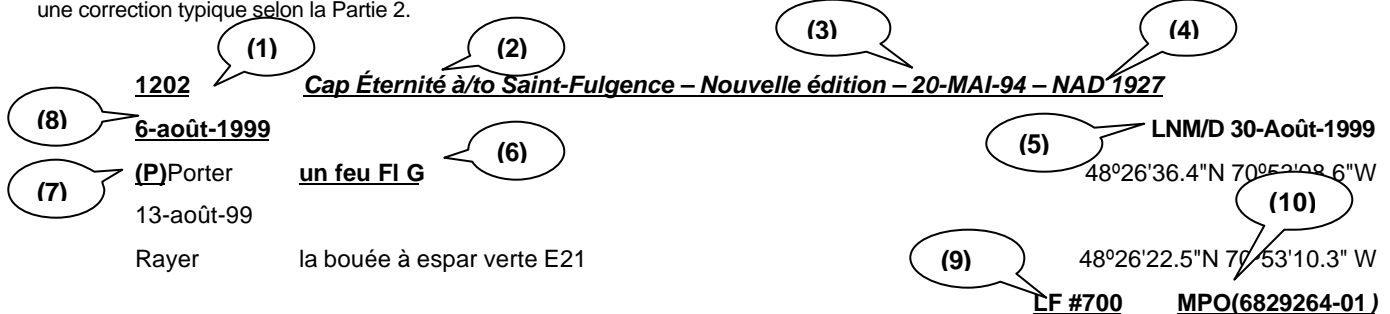 une correction typique selon la Partie 2.
(1) (2) (3) (4)
1202 Cap Éternité à/to Saint-Fulgence – Nouvelle édition – 20-MAI-94 – NAD 1927
(8) 6-août-1999 (5) LNM/D 30-Août-1999
(7) (P)Porter un feu Fl G (6) 48º26'36.4"N 70º53'08.6"W
13-août-99 (10)
Rayer la bouée à espar verte E21 (9) 48º26'22.5"N 70º53'10.3" W
LF #700 MPO(6829264-01)